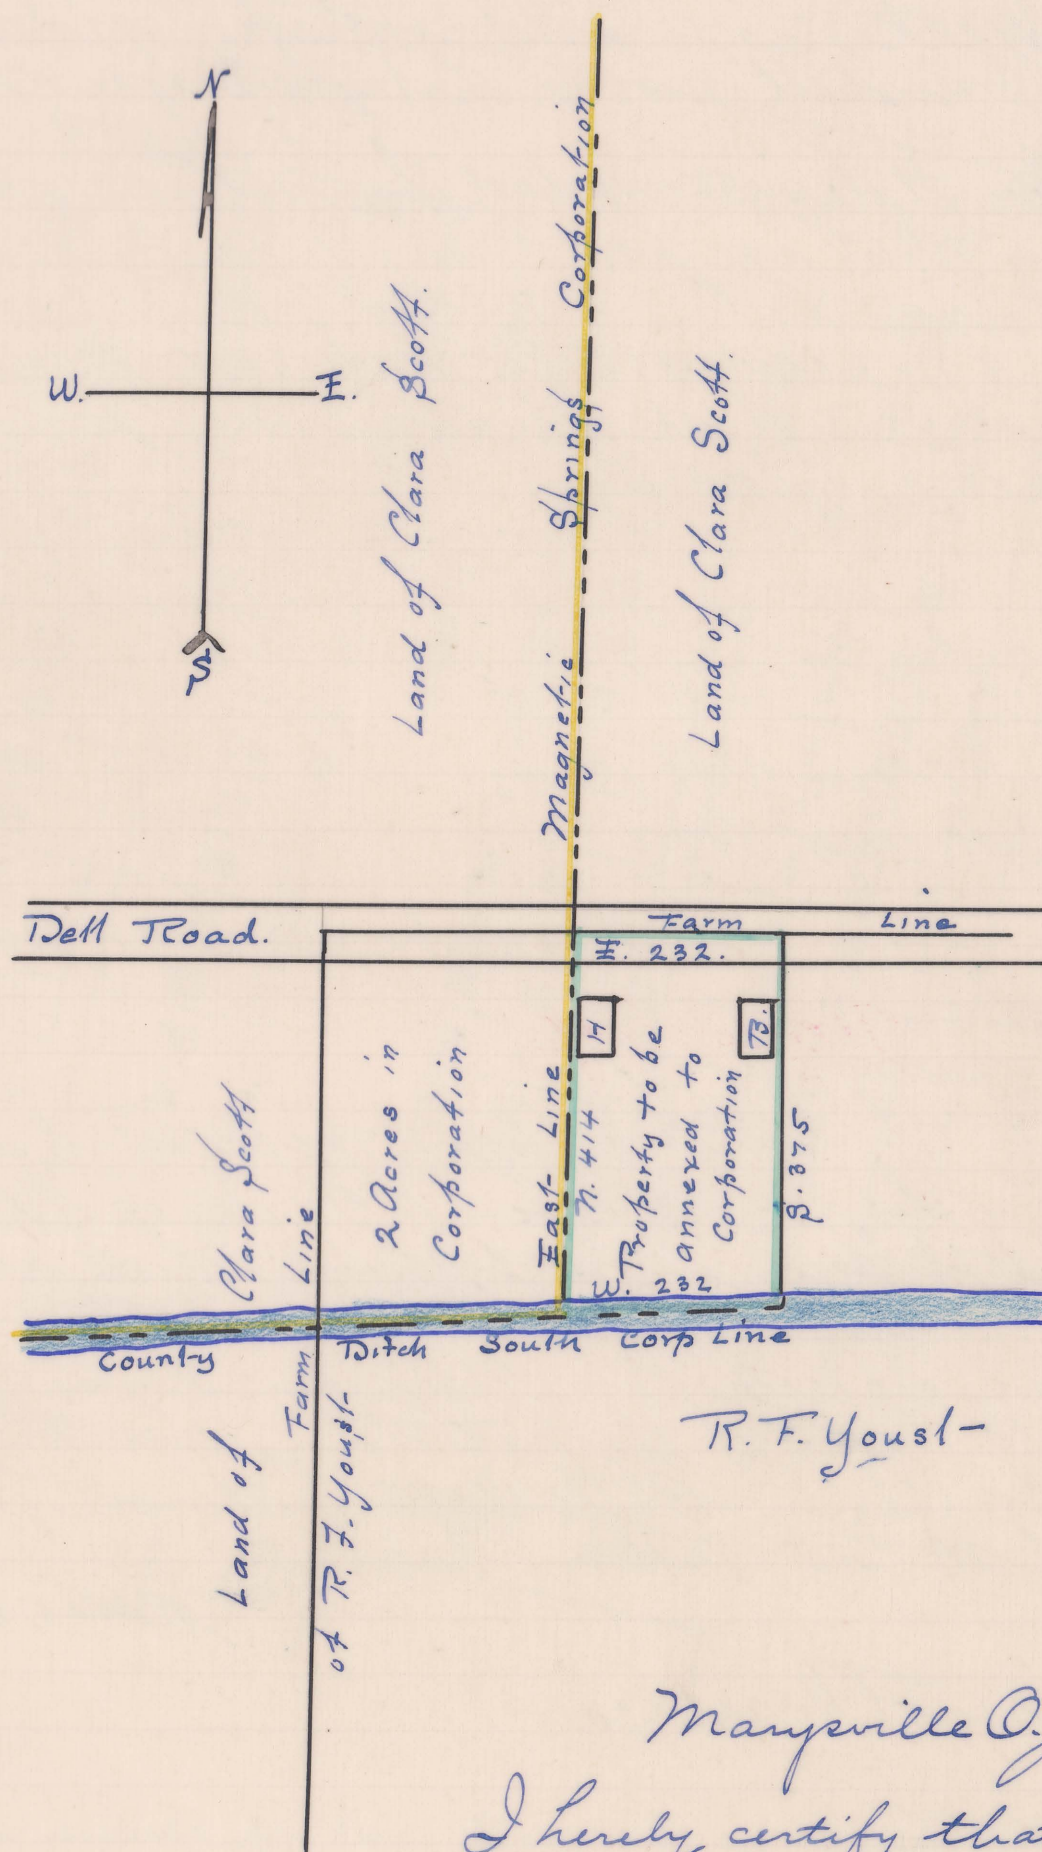 N
W.
E.
S
Land of Clara Scott.
Magnetic Springs Corporation
Land of Clara Scott.
Dell Road.
Farm Line
E. 232.
H
B.
2 Acres in
Corporation
East Line
N. 414
Property to be
annexed to
Corporation
S. 375
W. 232
Clara Scott
Farm Line
County Ditch South Corp Line
Land of
of R. F. Youst
R. F. Youst
Marysville O.
I hereby certify tha